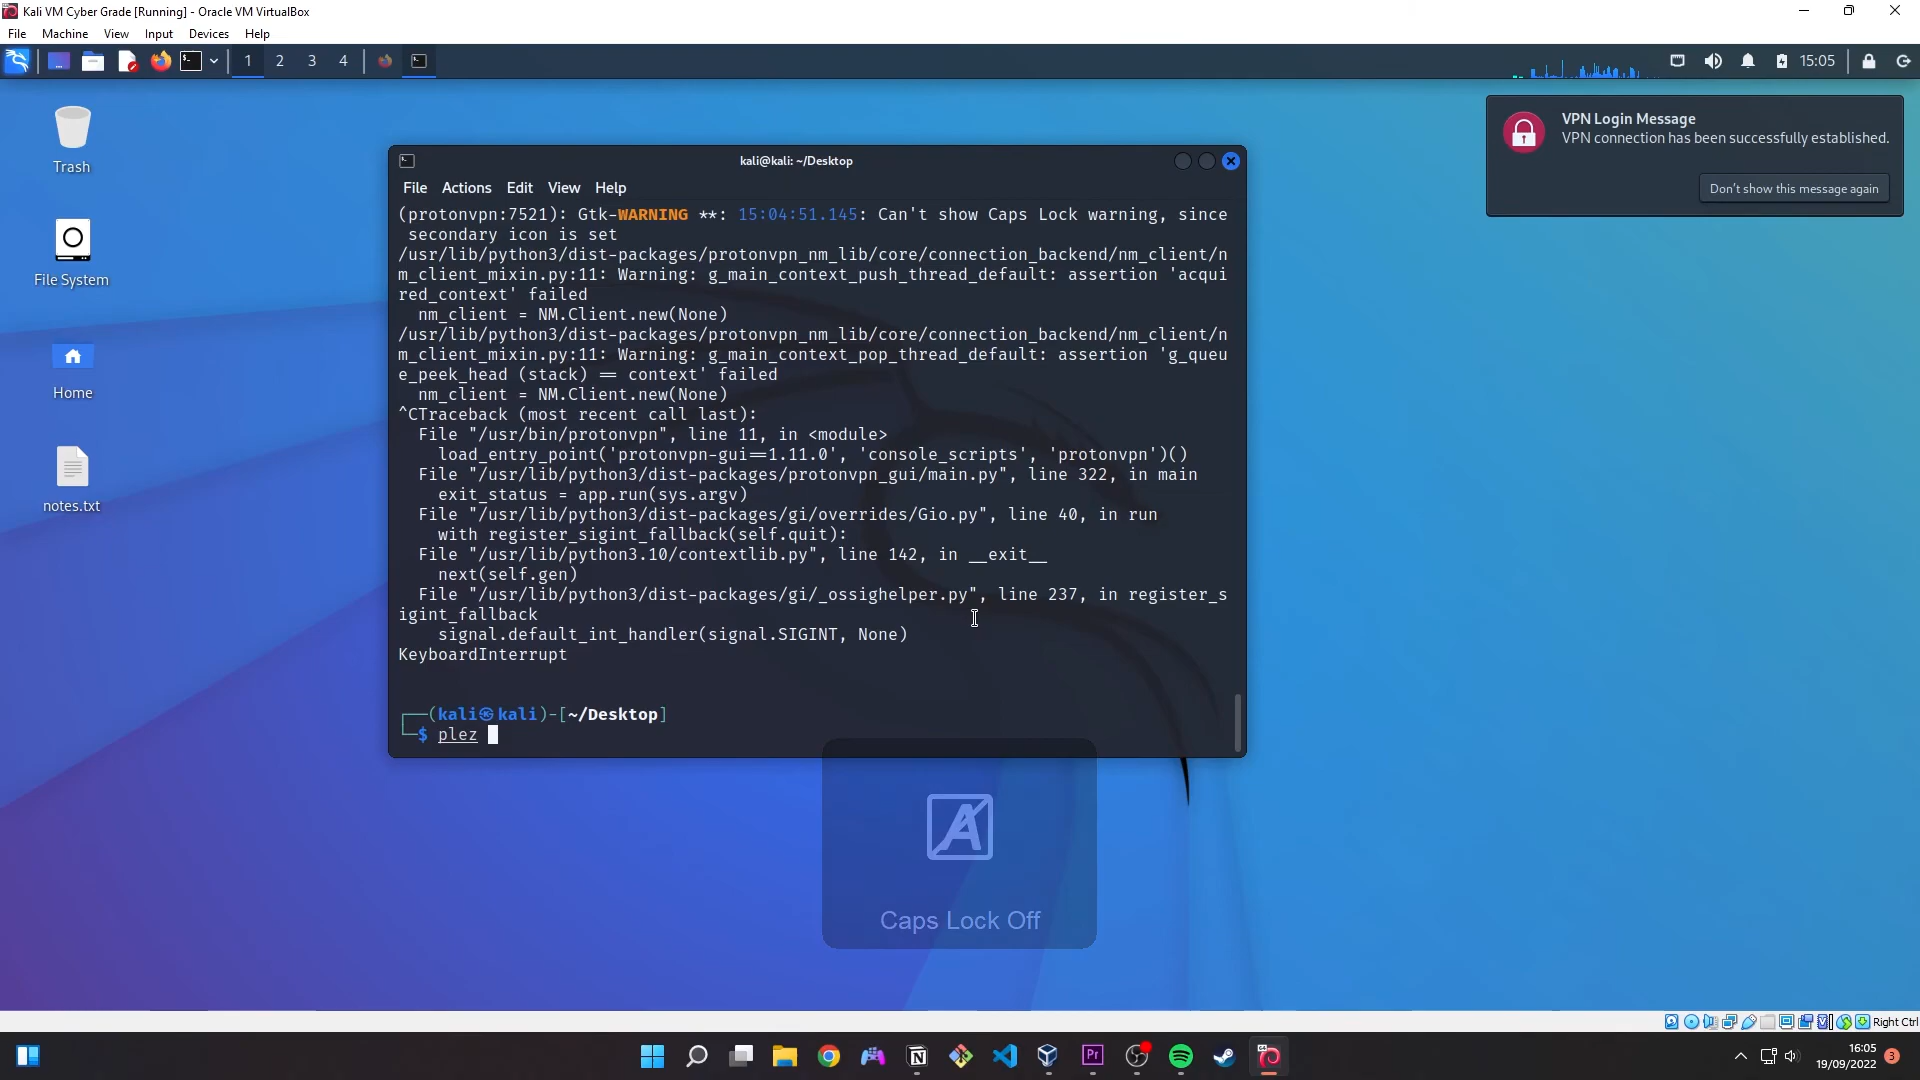 Kali VM Cyber Grade [Running] - Oracle VM VirtualBox
File Machine View Input Devices Help
1 2 3 4
15:05
Trash
File System
Home
notes.txt
VPN Login Message
VPN connection has been successfully established.
Don't show this message again
kali@kali: ~/Desktop
File Actions Edit View Help
(protonvpn:7521): Gtk-WARNING **: 15:04:51.145: Can't show Caps Lock warning, since
 secondary icon is set
/usr/lib/python3/dist-packages/protonvpn_nm_lib/core/connection_backend/nm_client/n
m_client_mixin.py:11: Warning: g_main_context_push_thread_default: assertion 'acqui
red_context' failed
  nm_client = NM.Client.new(None)
/usr/lib/python3/dist-packages/protonvpn_nm_lib/core/connection_backend/nm_client/n
m_client_mixin.py:11: Warning: g_main_context_pop_thread_default: assertion 'g_queu
e_peek_head (stack) == context' failed
  nm_client = NM.Client.new(None)
^CTraceback (most recent call last):
  File "/usr/bin/protonvpn", line 11, in <module>
    load_entry_point('protonvpn-gui==1.11.0', 'console_scripts', 'protonvpn')()
  File "/usr/lib/python3/dist-packages/protonvpn_gui/main.py", line 322, in main
    exit_status = app.run(sys.argv)
  File "/usr/lib/python3/dist-packages/gi/overrides/Gio.py", line 40, in run
    with register_sigint_fallback(self.quit):
  File "/usr/lib/python3.10/contextlib.py", line 142, in __exit__
    next(self.gen)
  File "/usr/lib/python3/dist-packages/gi/_ossighelper.py", line 237, in register_s
igint_fallback
    signal.default_int_handler(signal.SIGINT, None)
KeyboardInterrupt
┌──(kali㉿kali)-[~/Desktop]
└─$ plez
Caps Lock Off
Right Ctrl
16:05
19/09/2022
3
Pr